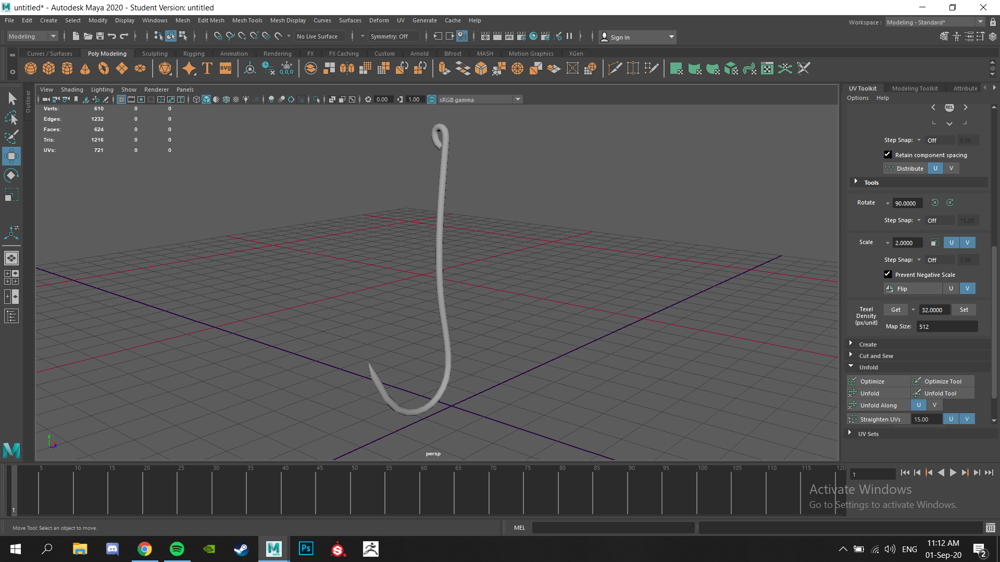 untitled* - Autodesk Maya 2020 - Student Version: untitled
File Edit Create Select Modify Display Windows Mesh Edit Mesh Mesh Tools Mesh Display Curves Surfaces Deform UV Generate Cache Help
Workspace : Modeling - Standard*
Modeling No Live Surface Symmetry: Off IPR Sign In
Curves / Surfaces Poly Modeling Sculpting Rigging Animation Rendering FX FX Caching Custom Arnold Bifrost MASH Motion Graphics XGen
T SVG 0,0,0
Outliner
View Shading Lighting Show Renderer Panels
0.00 1.00 ON sRGB gamma
Verts: 610 0 0
Edges: 1232 0 0
Faces: 624 0 0
Tris: 1216 0 0
UVs: 721 0 0
y
z
persp
UV Toolkit Modeling Toolkit Attribute
Options Help
REL
Step Snap: Off 0.10
Retain component spacing
Distribute U V
Tools
Rotate 90.0000
Step Snap: Off 15.00
Scale 2.0000 U V
Step Snap: Off 1.00
Prevent Negative Scale
Flip U V
Texel Density (px/unit) Get 32.0000 Set
Map Size: 512
Create
Cut and Sew
Unfold
Optimize Optimize Tool
Unfold Unfold Tool
Unfold Along U V
Straighten UVs 15.00 U V
UV Sets
5 10 15 20 25 30 35 40 45 50 55 60 65 70 75 80 85 90 95 100 105 110 115 120
1
1
Activate Windows
Go to Settings to activate Windows.
Move Tool: Select an object to move.
MEL
MAYA
Ps
ENG
11:12 AM
01-Sep-20
2